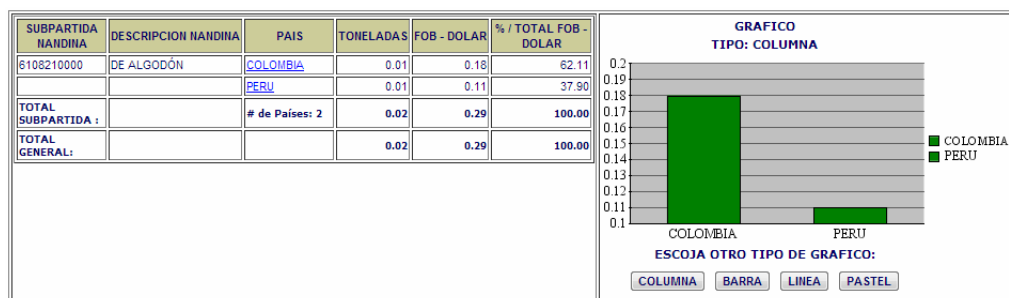 SUBPARTIDA NANDINA DESCRIPCION NANDINA PAIS TONELADAS FOB - DOLAR % / TOTAL FOB - DOLAR
6108210000 DE ALGODÓN COLOMBIA 0.01 0.18 62.11
PERU 0.01 0.11 37.90
TOTAL SUBPARTIDA : # de Países: 2 0.02 0.29 100.00
TOTAL GENERAL: 0.02 0.29 100.00
GRAFICO
TIPO: COLUMNA
0.2
0.19
0.18
0.17
0.16
0.15
0.14
0.13
0.12
0.11
0.1
COLOMBIA PERU
COLOMBIA
PERU
ESCOJA OTRO TIPO DE GRAFICO:
COLUMNA BARRA LINEA PASTEL